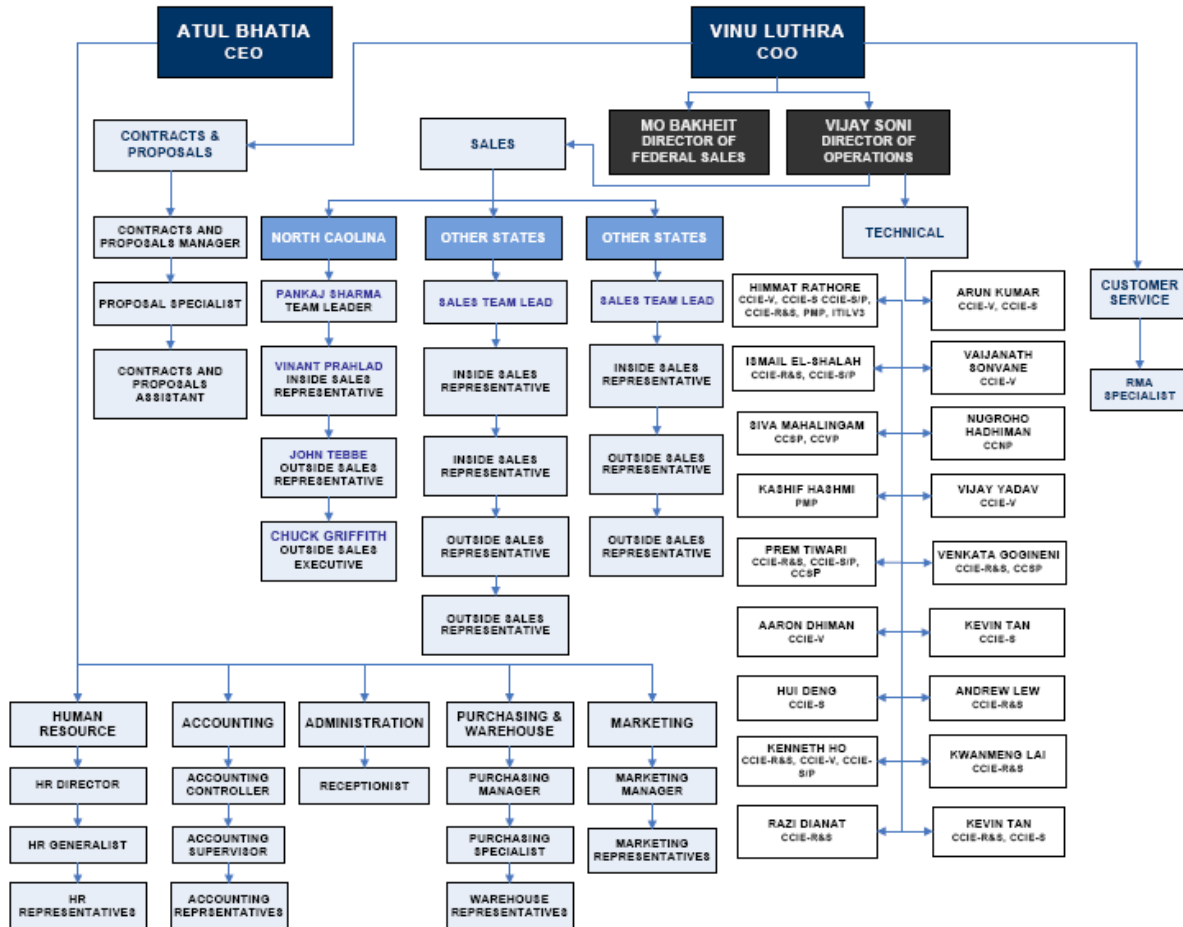 ATUL BHATIA
CEO
VINU LUTHRA
COO
MO BAKHEIT
DIRECTOR OF
FEDERAL SALES
VIJAY SONI
DIRECTOR OF
OPERATIONS
CONTRACTS &
PROPOSALS
SALES
CONTRACTS AND
PROPOSALS MANAGER
PROPOSAL SPECIALIST
CONTRACTS AND
PROPOSALS
ASSISTANT
NORTH CAOLINA
PANKAJ SHARMA
TEAM LEADER
VINANT PRAHLAD
INSIDE SALES
REPRESENTATIVE
JOHN TEBBE
OUTSIDE SALES
REPRESENTATIVE
CHUCK GRIFFITH
OUTSIDE SALES
EXECUTIVE
OTHER STATES
SALES TEAM LEAD
INSIDE SALES
REPRESENTATIVE
INSIDE SALES
REPRESENTATIVE
OUTSIDE SALES
REPRESENTATIVE
OUTSIDE SALES
REPRESENTATIVE
OTHER STATES
SALES TEAM LEAD
INSIDE SALES
REPRESENTATIVE
OUTSIDE SALES
REPRESENTATIVE
OUTSIDE SALES
REPRESENTATIVE
TECHNICAL
HIMMAT RATHORE
CCIE-V, CCIE-S CCIE-S/P,
CCIE-R&S, PMP, ITILV3
ARUN KUMAR
CCIE-V, CCIE-S
ISMAIL EL-SHALAH
CCIE-R&S, CCIE-S/P
VAIJANATH
SONVANE
CCIE-V
SIVA MAHALINGAM
CCSP, CCVP
NUGROHO
HADHIMAN
CCNP
KASHIF HASHMI
PMP
VIJAY YADAV
CCIE-V
PREM TIWARI
CCIE-R&S, CCIE-S/P,
CCSP
VENKATA GOGINENI
CCIE-R&S, CCSP
AARON DHIMAN
CCIE-V
KEVIN TAN
CCIE-S
HUI DENG
CCIE-S
ANDREW LEW
CCIE-R&S
KENNETH HO
CCIE-R&S, CCIE-V, CCIE-
S/P
KWANMENG LAI
CCIE-R&S
RAZI DIANAT
CCIE-R&S
KEVIN TAN
CCIE-R&S, CCIE-S
CUSTOMER
SERVICE
RMA
SPECIALIST
HUMAN
RESOURCE
HR DIRECTOR
HR GENERALIST
HR
REPRESENTATIVES
ACCOUNTING
ACCOUNTING
CONTROLLER
ACCOUNTING
SUPERVISOR
ACCOUNTING
REPRSENTATIVES
ADMINISTRATION
RECEPTIONIST
PURCHASING &
WAREHOUSE
PURCHASING
MANAGER
PURCHASING
SPECIALIST
WAREHOUSE
REPRESENTATIVES
MARKETING
MARKETING
MANAGER
MARKETING
REPRESENTATIVES